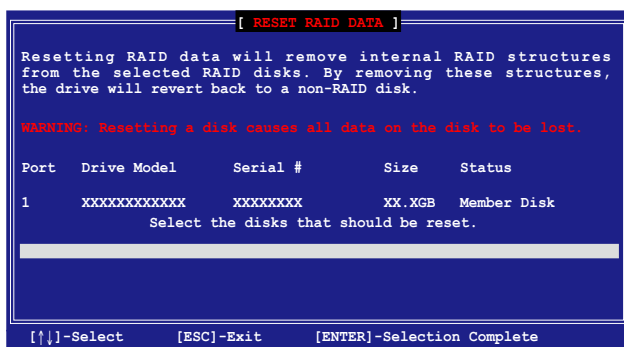 [ RESET RAID DATA ]
Resetting RAID data will remove internal RAID structures
from the selected RAID disks. By removing these structures,
the drive will revert back to a non-RAID disk.
WARNING: Resetting a disk causes all data on the disk to be lost.
Port Drive Model Serial # Size Status
1 XXXXXXXXXXXX XXXXXXXX XX.XGB Member Disk
Select the disks that should be reset.
[↑↓]-Select [ESC]-Exit [ENTER]-Selection Complete